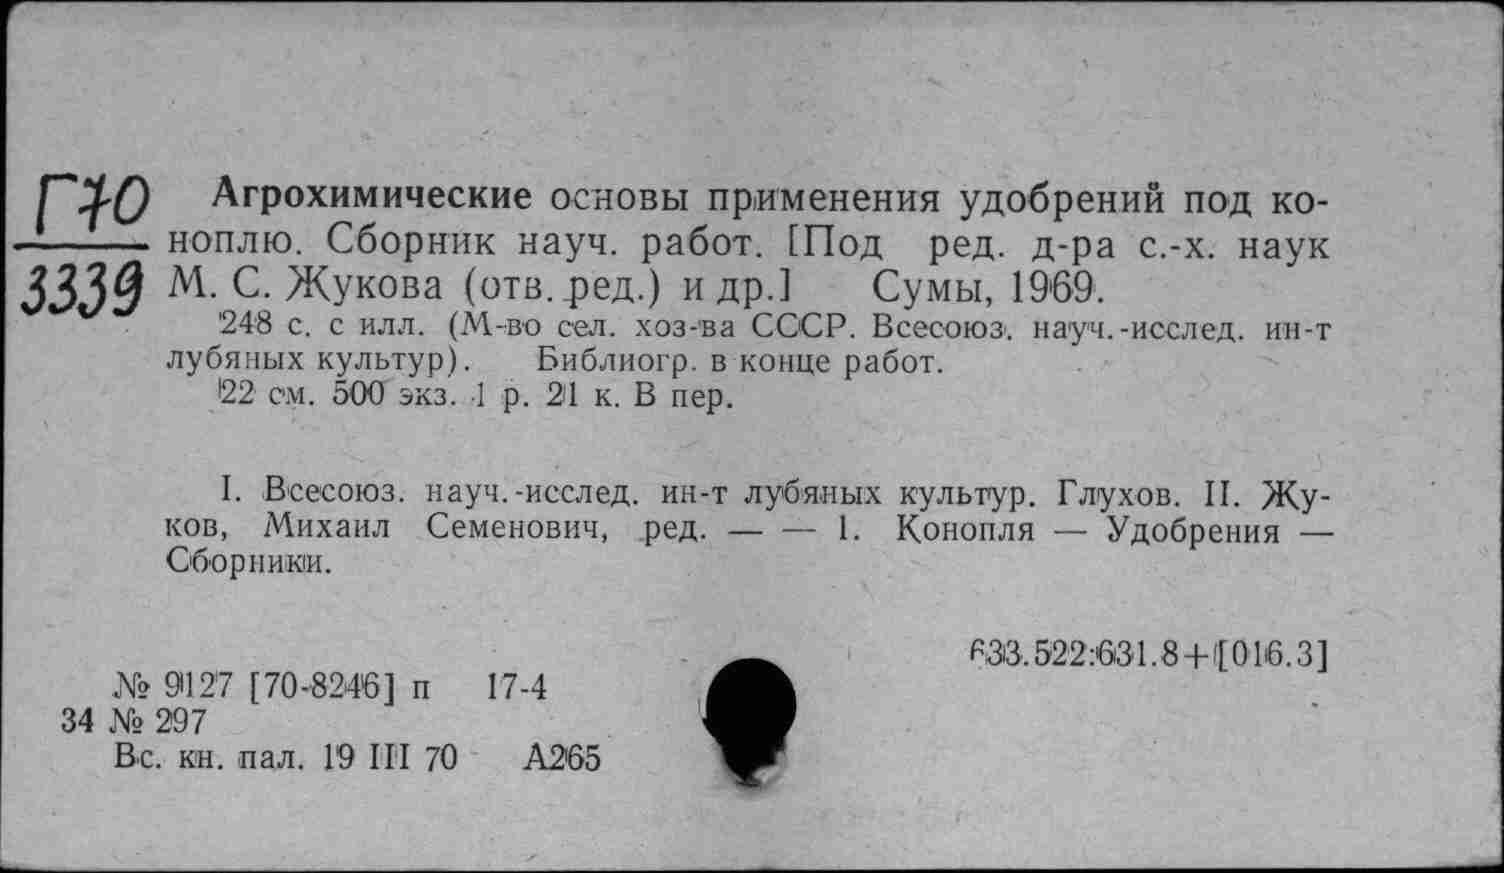 Г70
3339
Агрохимические основы применения удобрений под ко-
ноплю. Сборник науч. работ. [Под ред. д-ра с.-х. наук
М. С. Жукова (отв. ред.) и др.] Сумы, 1969.
248 с. с илл. (М-во сел. хоз-ва СССР. Всесоюз. науч.-исслед. ин-т
лубяных культур). Библиогр. в конце работ.
22 см. 500 экз. 1 р. 21 к. В пер.
I. Всесоюз. науч.-исслед. ин-т лубяных культур. Глухов. II. Жу-
ков, Михаил Семенович, ред. — — 1. Конопля — Удобрения —
Сборники.
633.522:631.8+[016.3]
№ 9127 [70-8246] п 17-4
34 № 297
Вс. кн. пал. 19 III 70 А265